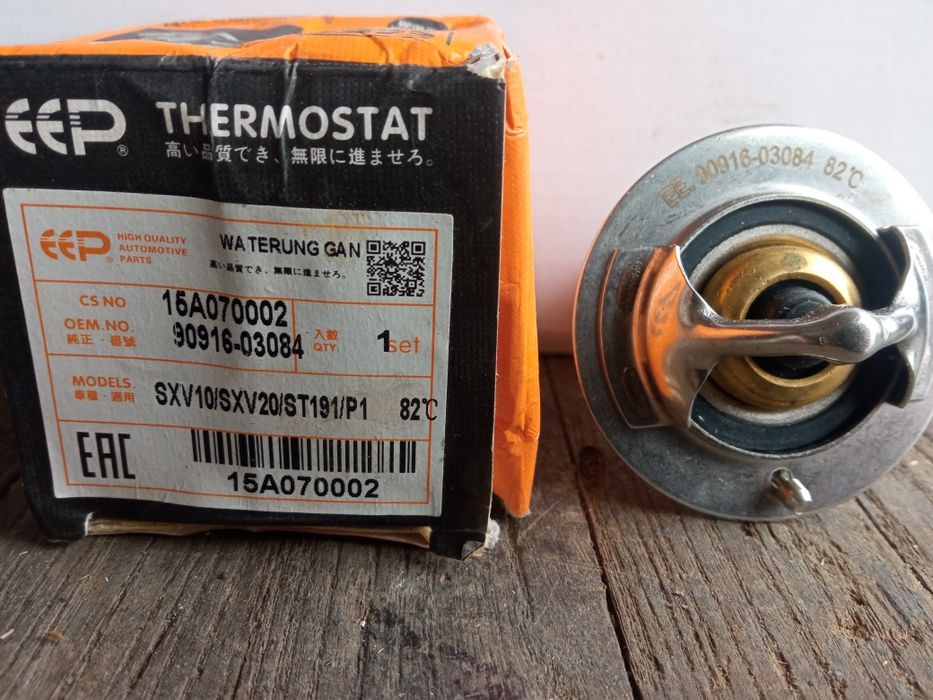 EEP® THERMOSTAT
高い品質でき、無限に進ませろ。
EEP® HIGH QUALITY
AUTOMOTIVE
PARTS
WATERUNG GAN
高い品質でき、無限に進ませろ。
CS NO 15A070002
OEM.NO. 90916-03084
純正・番號
入數
QTY. 1set
MODELS. SXV10/SXV20/ST191/P1 82℃
車種・適用
EAC
15A070002
EE. 90916-03084 82℃